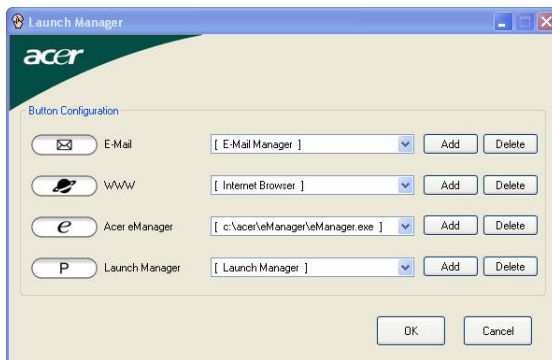 Launch Manager
acer
Button Configuration
E-Mail [ E-Mail Manager ] Add Delete
WWW [ Internet Browser ] Add Delete
e Acer eManager [ c:\acer\eManager\eManager.exe ] Add Delete
P Launch Manager [ Launch Manager ] Add Delete
OK Cancel